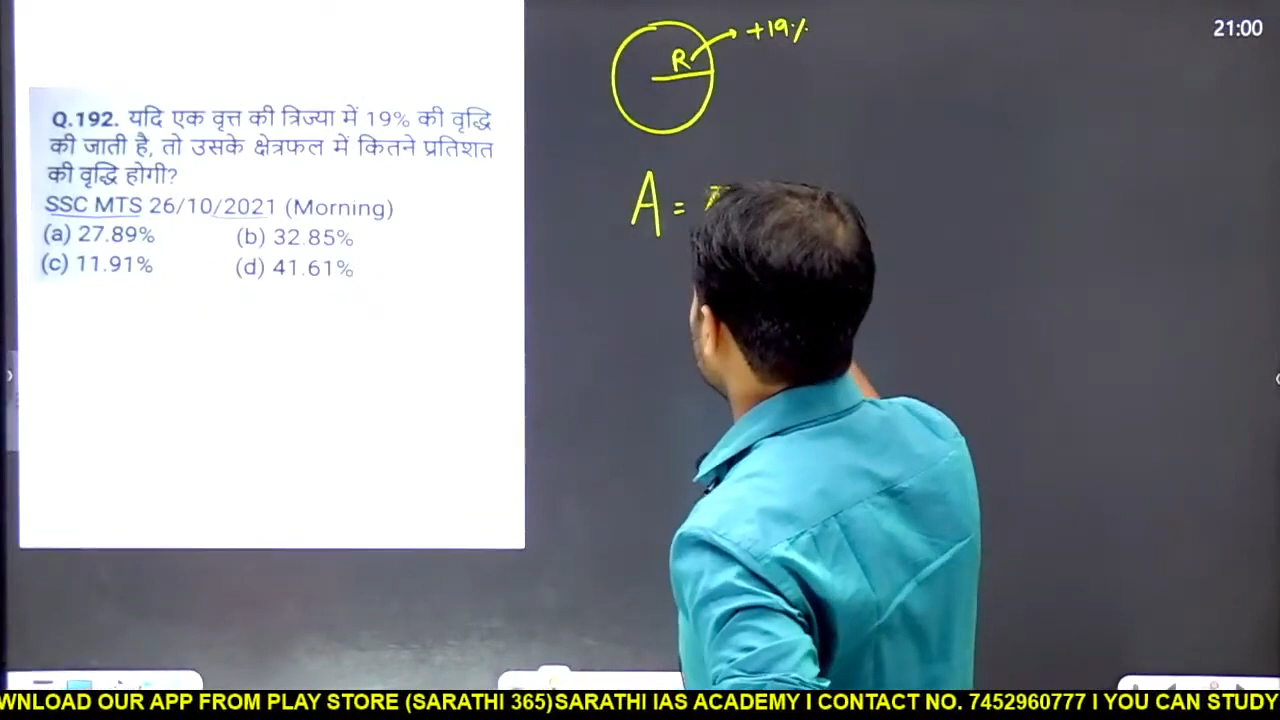 21:00
+19%
R
Q.192. यदि एक वृत्त की त्रिज्या में 19% की वृद्धि
की जाती है, तो उसके क्षेत्रफल में कितने प्रतिशत
की वृद्धि होगी?
SSC MTS 26/10/2021 (Morning)
(a) 27.89% (b) 32.85%
(c) 11.91% (d) 41.61%
A =
WNLOAD OUR APP FROM PLAY STORE (SARATHI 365)SARATHI IAS ACADEMY I CONTACT NO. 7452960777 I YOU CAN STUDY